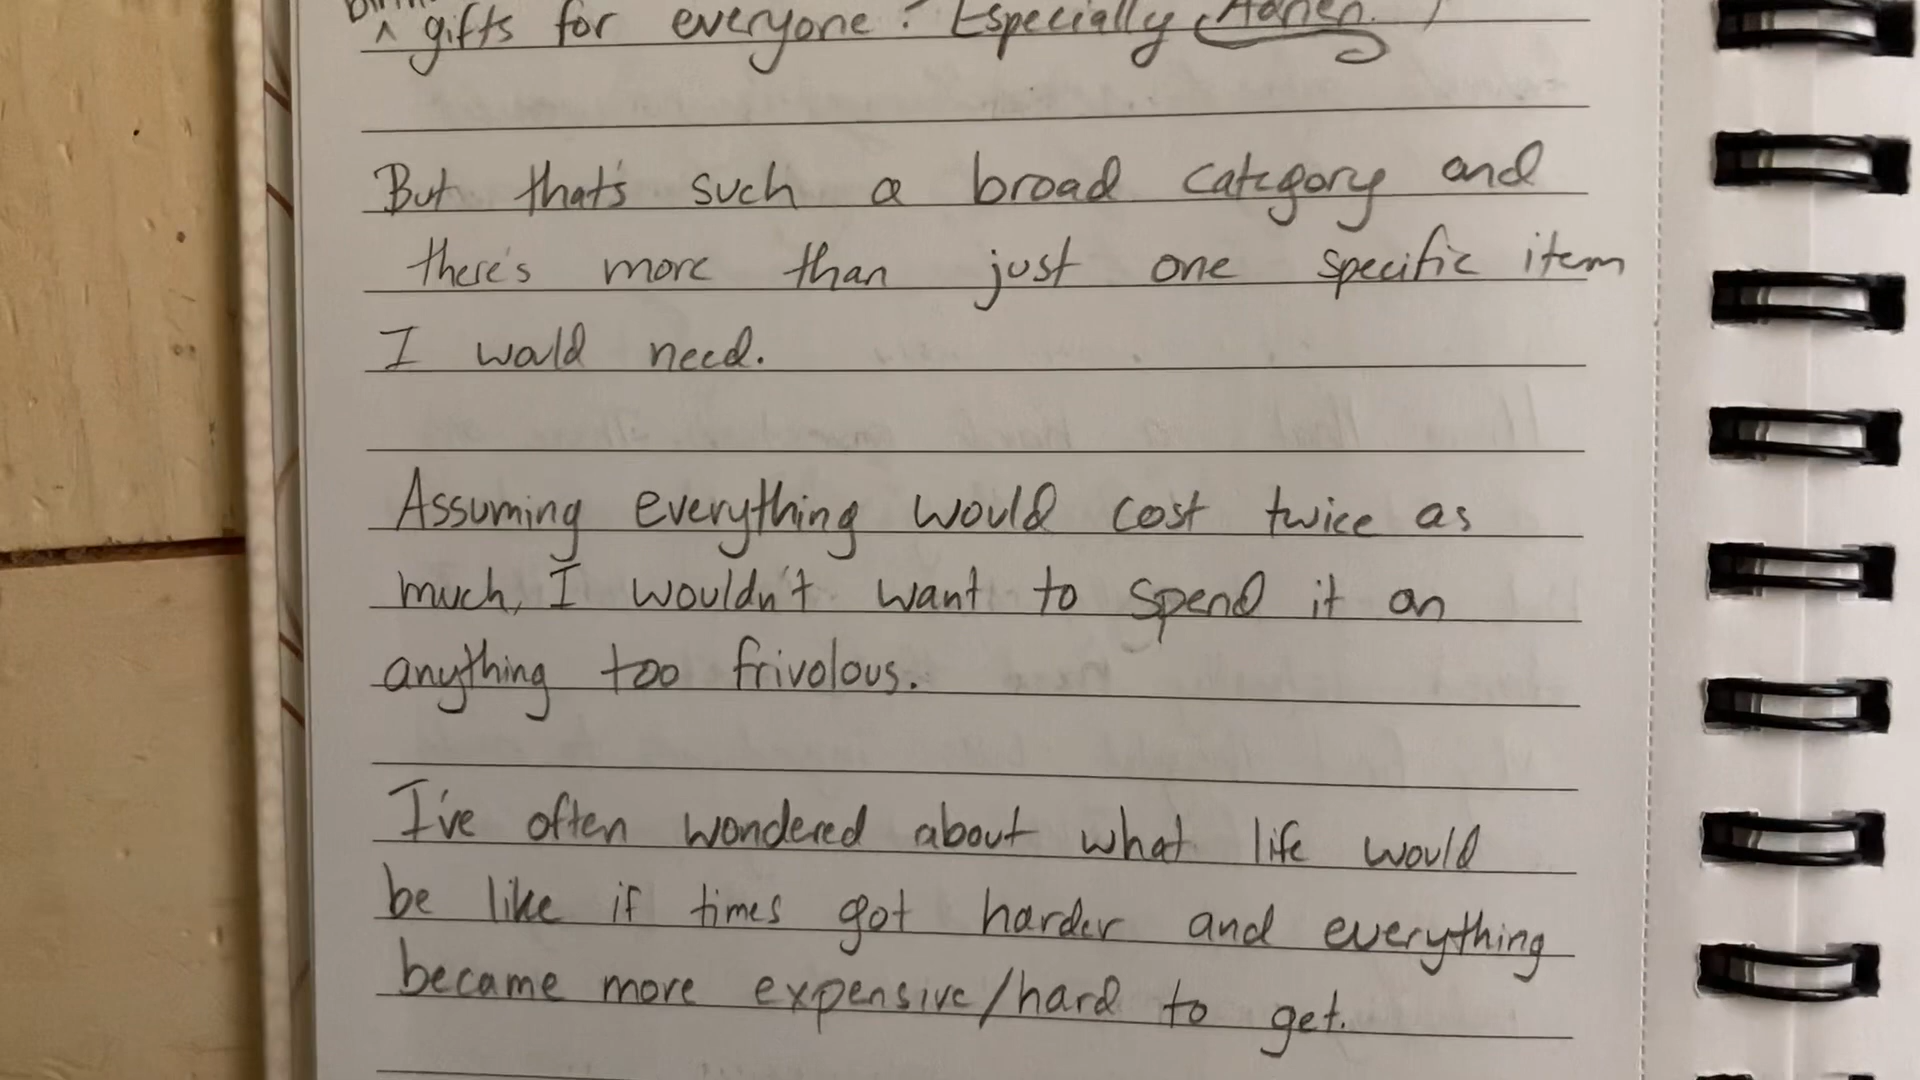 gifts for everyone? Especially
But that's such a broad category and
there's more than just one specific item
I would need.
Assuming everything would cost twice as
much, I wouldn't want to spend it on
anything too frivolous.
I've often wondered about what life would
be like if times got harder and everything
became more expensive/hard to get.